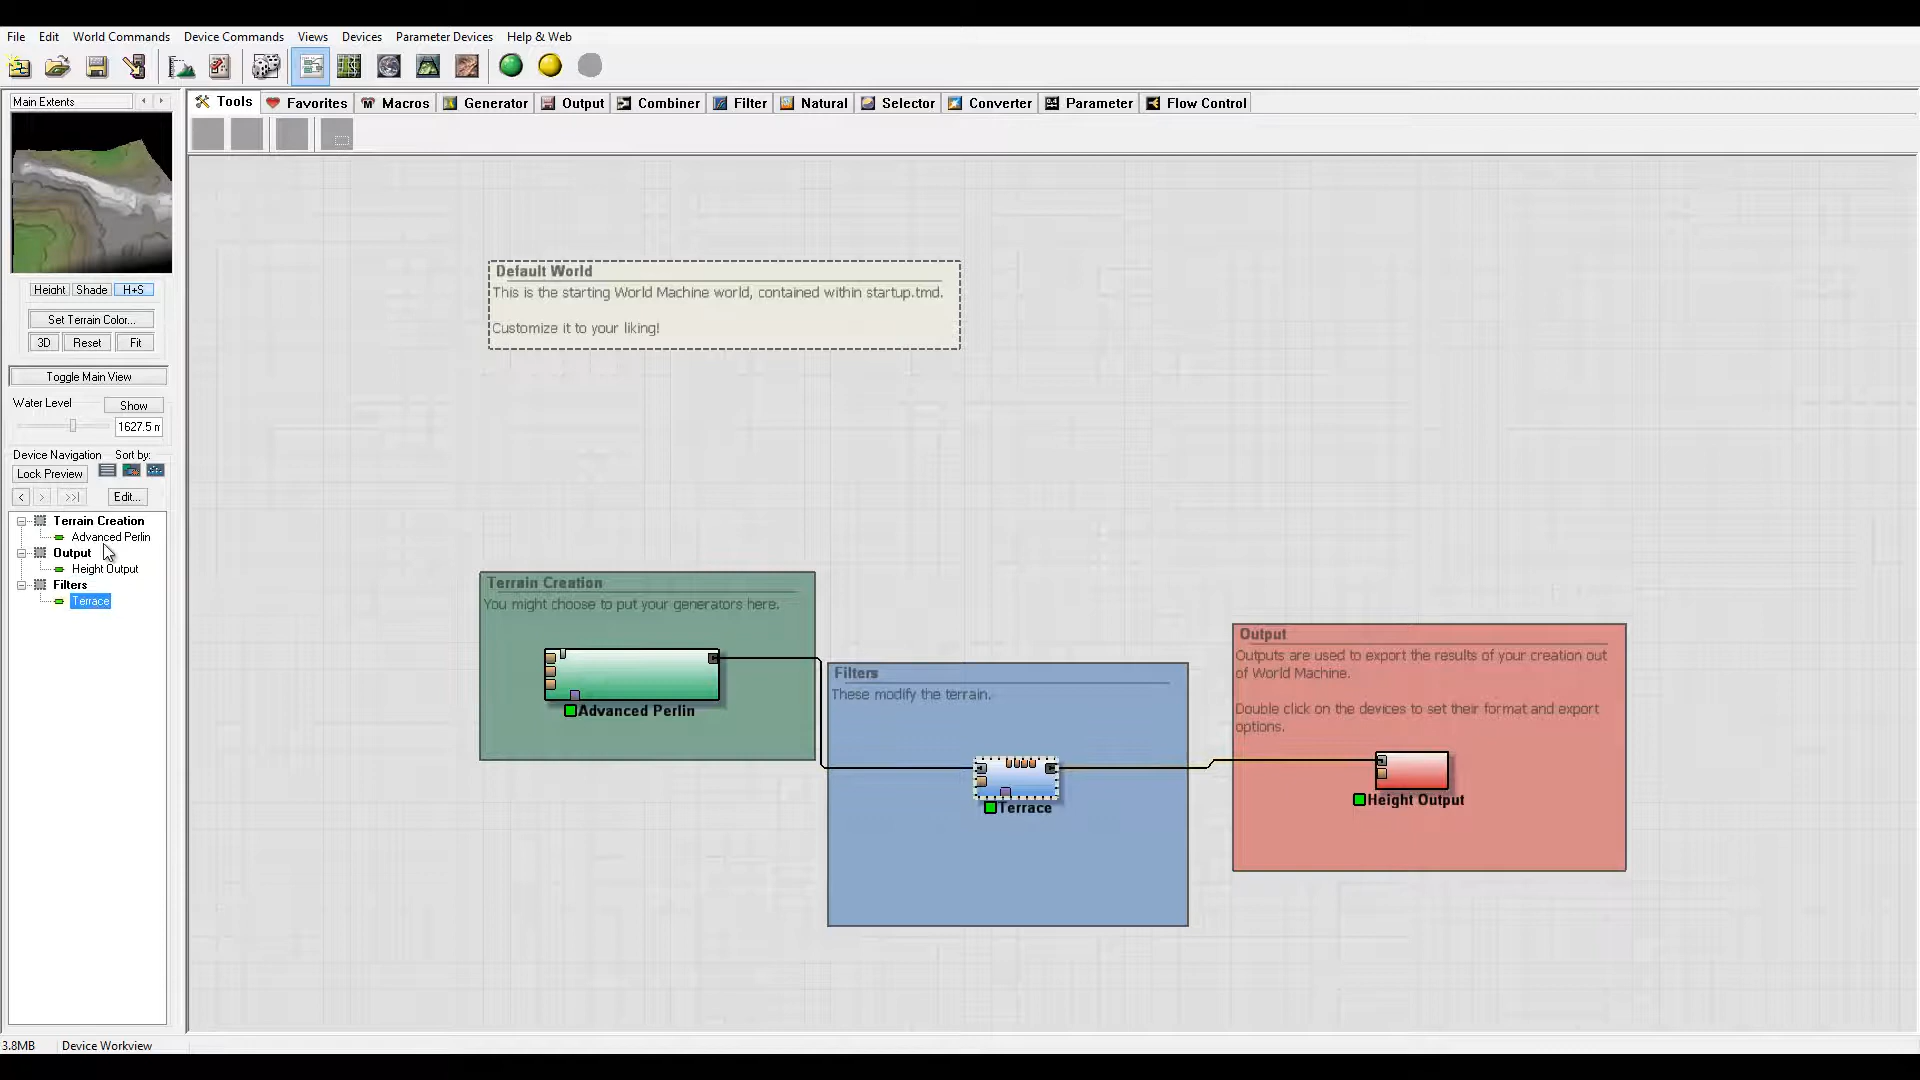 File Edit World Commands Device Commands Views Devices Parameter Devices Help & Web
Main Extents
Tools Favorites Macros Generator Output Combiner Filter Natural Selector Converter Parameter Flow Control
Height Shade H+S
Set Terrain Color...
3D Reset Fit
Toggle Main View
Water Level Show
1627.5 m
Device Navigation Sort by:
Lock Preview
< > >>| Edit...
Terrain Creation
Advanced Perlin
Output
Height Output
Filters
Terrace
Default World
This is the starting World Machine world, contained within startup.tmd.
Customize it to your liking!
Terrain Creation
You might choose to put your generators here.
Advanced Perlin
Filters
These modify the terrain.
Terrace
Output
Outputs are used to export the results of your creation out
of World Machine.
Double click on the devices to set their format and export
options.
Height Output
3.8MB Device Workview